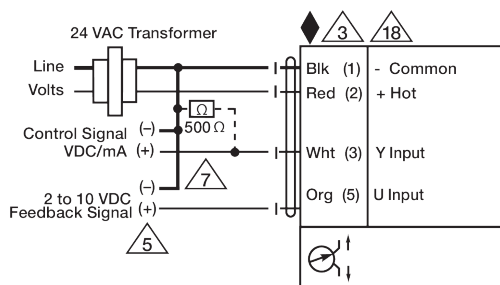 24 VAC Transformer
3 18
Line
Volts
Blk (1) - Common
Red (2) + Hot
Ω
500 Ω
Control Signal (–)
VDC/mA (+)
Wht (3) Y Input
7
(–)
2 to 10 VDC
Feedback Signal (+)
Org (5) U Input
5